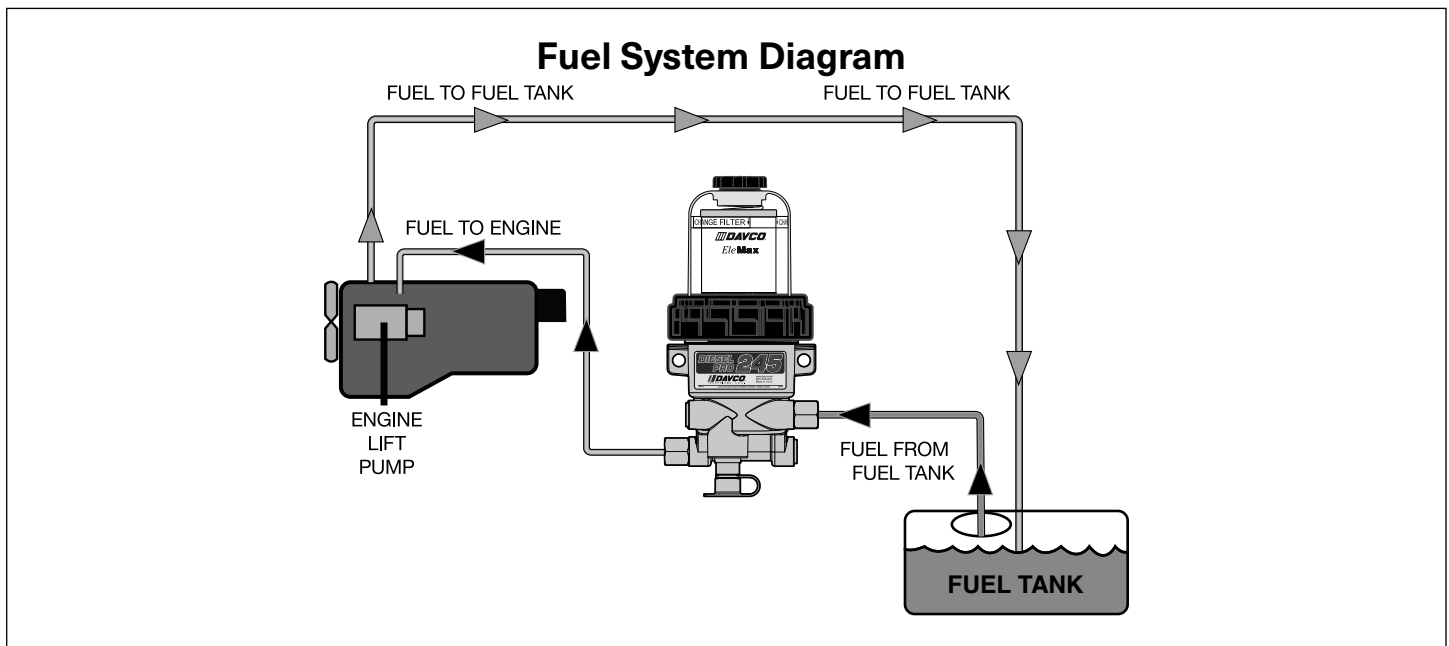 Fuel System Diagram
FUEL TO FUEL TANK
FUEL TO FUEL TANK
FUEL TO ENGINE
CHANGE FILTER
DAVCO
EleMax
DIESEL
PRO
245
DAVCO
ENGINE
LIFT
PUMP
FUEL FROM
FUEL TANK
FUEL TANK